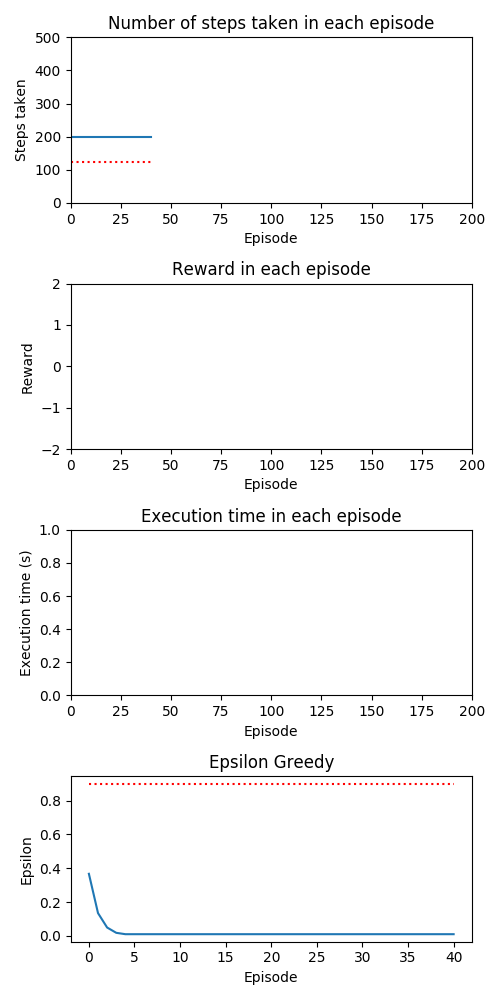 Number of steps taken in each episode
500
400
300
200
100
0
Steps taken
0 25 50 75 100 125 150 175 200
Episode
Reward in each episode
2
1
0
−1
−2
Reward
0 25 50 75 100 125 150 175 200
Episode
Execution time in each episode
1.0
0.8
0.6
0.4
0.2
0.0
Execution time (s)
0 25 50 75 100 125 150 175 200
Episode
Epsilon Greedy
0.8
0.6
0.4
0.2
0.0
Epsilon
0 5 10 15 20 25 30 35 40
Episode